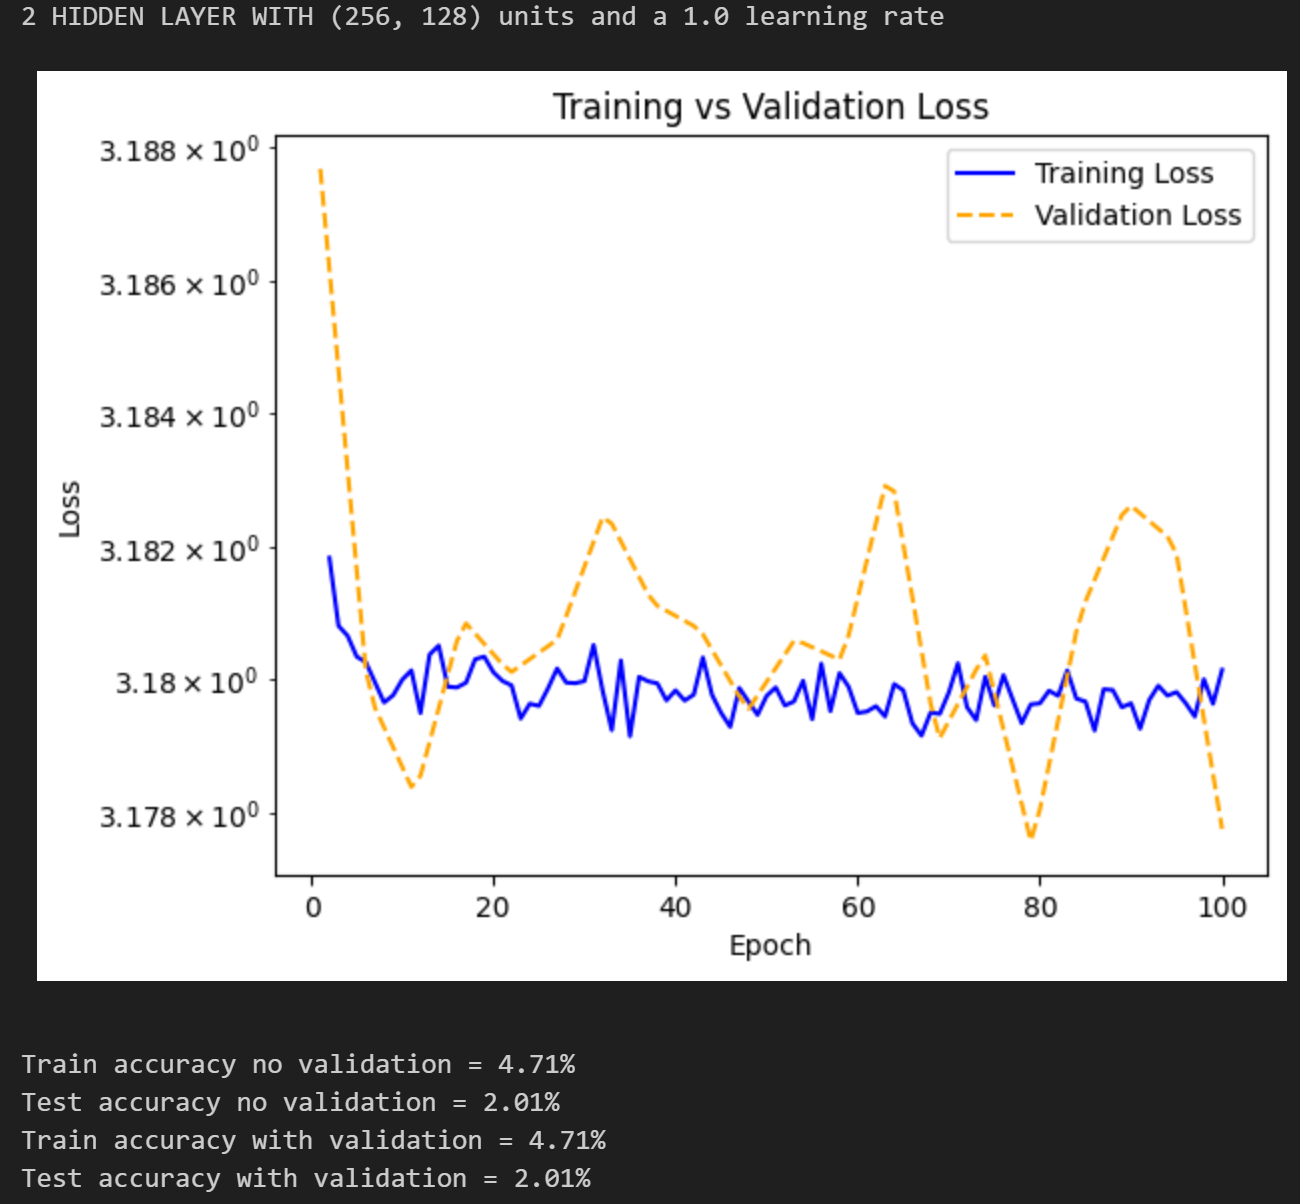 2 HIDDEN LAYER WITH (256, 128) units and a 1.0 learning rate
Training vs Validation Loss
3.188 × 10⁰
3.186 × 10⁰
3.184 × 10⁰
3.182 × 10⁰
3.18 × 10⁰
3.178 × 10⁰
Loss
Training Loss
Validation Loss
0 20 40 60 80 100
Epoch
Train accuracy no validation = 4.71%
Test accuracy no validation = 2.01%
Train accuracy with validation = 4.71%
Test accuracy with validation = 2.01%